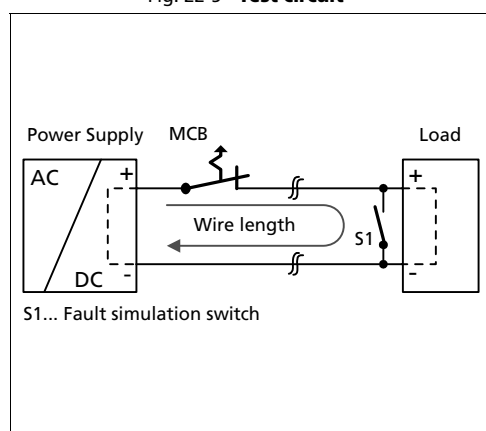 Fig. 22-3 Test circuit
Power Supply MCB Load
AC + +
Wire length
S1
DC - -
S1... Fault simulation switch